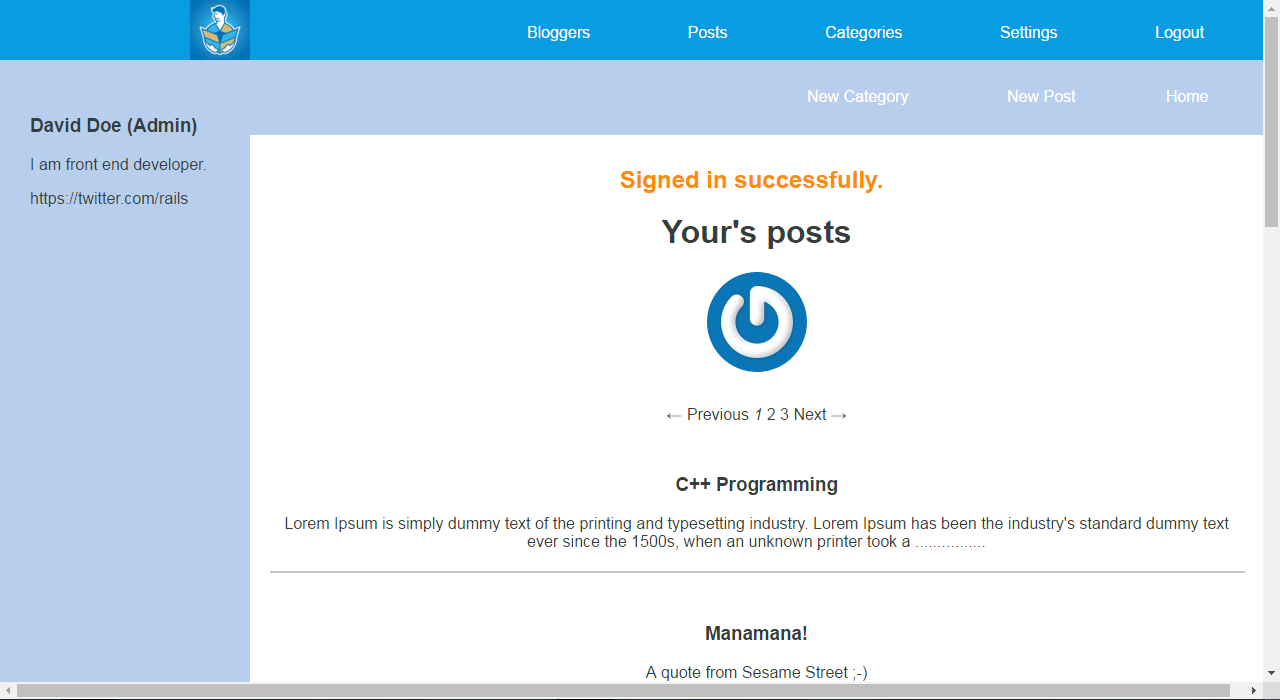 Bloggers Posts Categories Settings Logout
New Category New Post Home
David Doe (Admin)
I am front end developer.
https://twitter.com/rails
Signed in successfully.
Your's posts
← Previous 1 2 3 Next →
C++ Programming
Lorem Ipsum is simply dummy text of the printing and typesetting industry. Lorem Ipsum has been the industry's standard dummy text
ever since the 1500s, when an unknown printer took a ................
Manamana!
A quote from Sesame Street ;-)